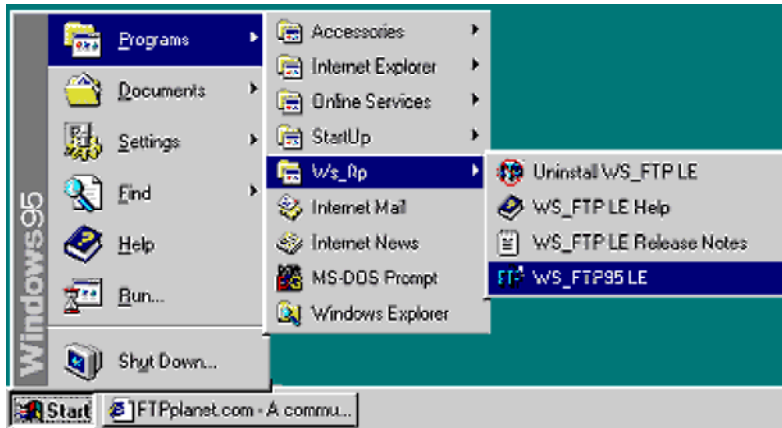 Windows95
Programs
Documents
Settings
Find
Help
Run...
Shut Down...
Accessories
Internet Explorer
Online Services
StartUp
Ws_ftp
Internet Mail
Internet News
MS-DOS Prompt
Windows Explorer
Uninstall WS_FTP LE
WS_FTP LE Help
WS_FTP LE Release Notes
WS_FTP95 LE
Start
FTPplanet.com - A commu...